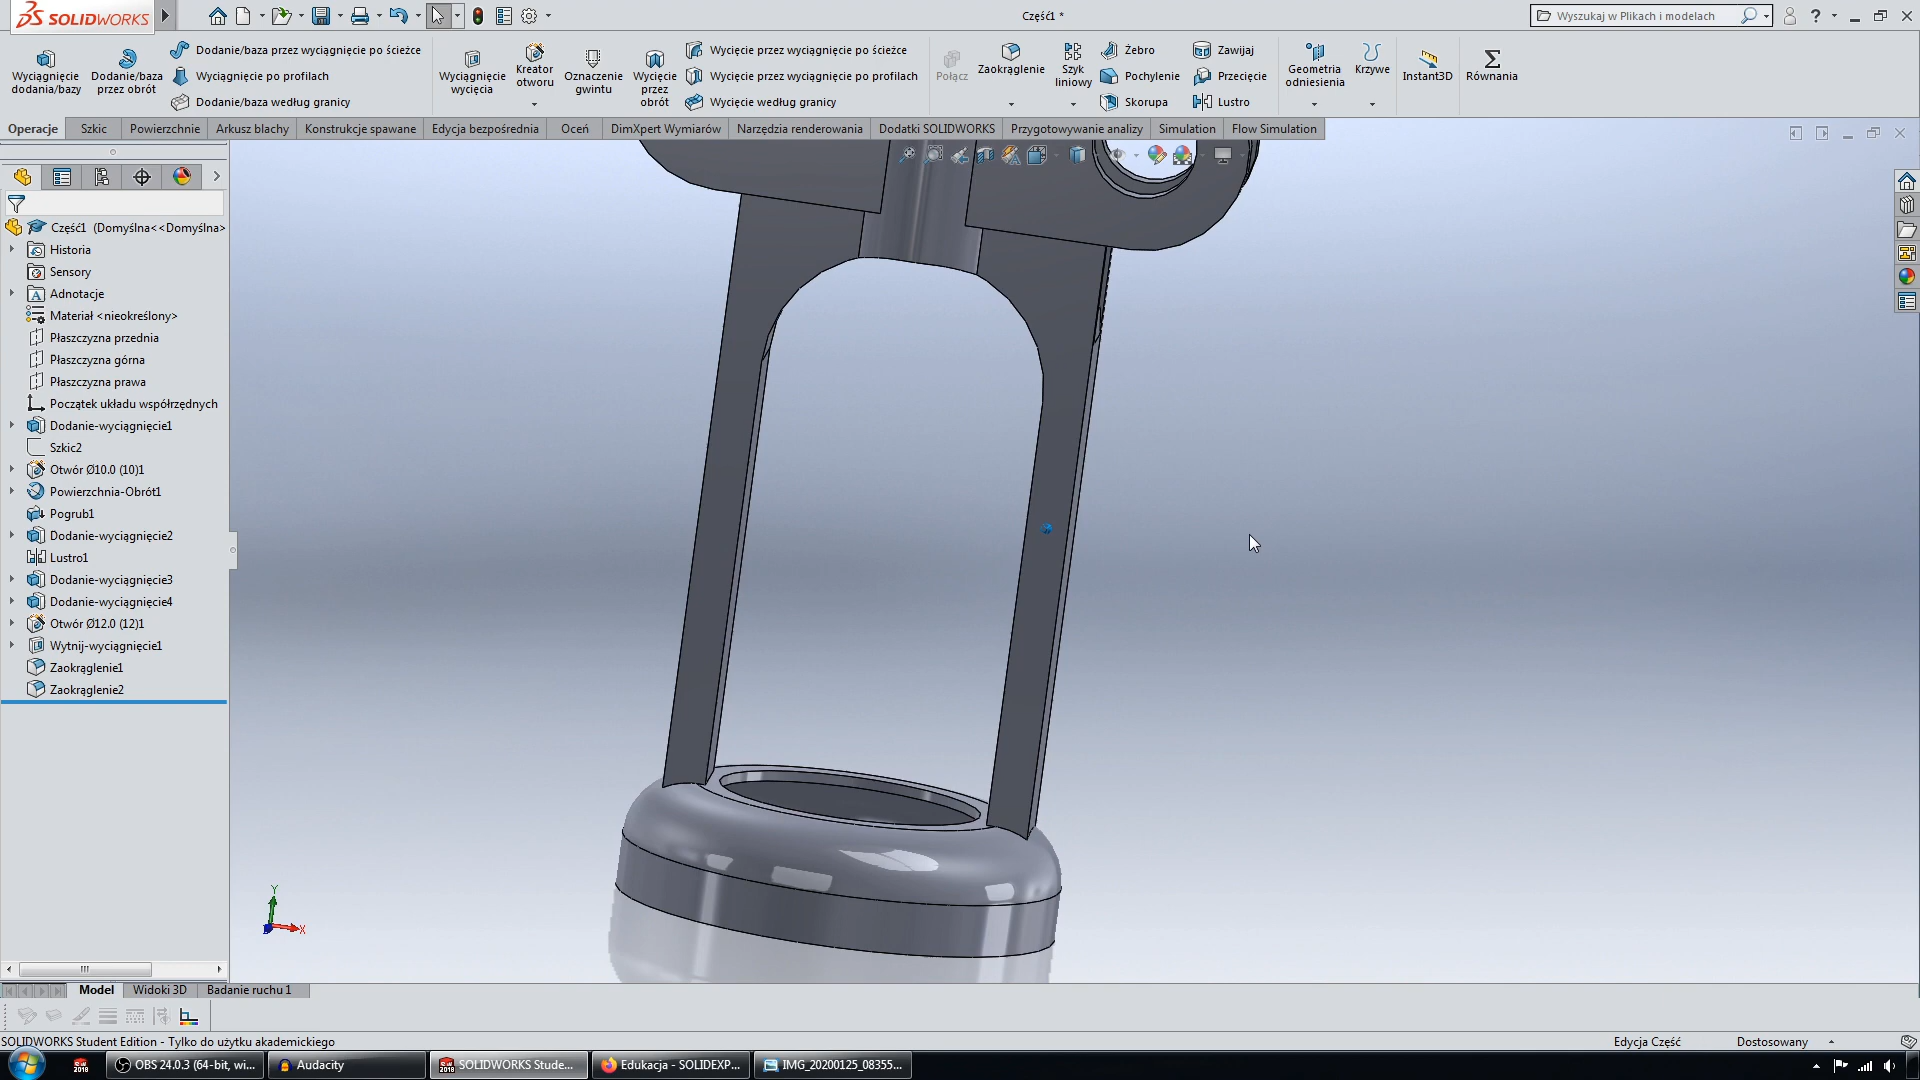 SOLIDWORKS
Część1 *
Wyszukaj w Plikach i modelach
?
Wyciągnięcie dodania/bazy
Dodanie/baza przez obrót
Dodanie/baza przez wyciągnięcie po ścieżce
Wyciągnięcie po profilach
Dodanie/baza według granicy
Wyciągnięcie wycięcia
Kreator otworu
Oznaczenie gwintu
Wycięcie przez obrót
Wycięcie przez wyciągnięcie po ścieżce
Wycięcie przez wyciągnięcie po profilach
Wycięcie według granicy
Połącz
Zaokrąglenie
Szyk liniowy
Żebro
Pochylenie
Skorupa
Zawijaj
Przecięcie
Lustro
Geometria odniesienia
Krzywe
Instant3D
Równania
Operacje
Szkic
Powierzchnie
Arkusz blachy
Konstrukcje spawane
Edycja bezpośrednia
Oceń
DimXpert Wymiarów
Narzędzia renderowania
Dodatki SOLIDWORKS
Przygotowywanie analizy
Simulation
Flow Simulation
Część1 (Domyślna<<Domyślna>
Historia
Sensory
Adnotacje
Materiał <nieokreślony>
Płaszczyzna przednia
Płaszczyzna górna
Płaszczyzna prawa
Początek układu współrzędnych
Dodanie-wyciągnięcie1
Szkic2
Otwór Ø10.0 (10)1
Powierzchnia-Obrót1
Pogrub1
Dodanie-wyciągnięcie2
Lustro1
Dodanie-wyciągnięcie3
Dodanie-wyciągnięcie4
Otwór Ø12.0 (12)1
Wytnij-wyciągnięcie1
Zaokrąglenie1
Zaokrąglenie2
Y
X
Model
Widoki 3D
Badanie ruchu 1
SOLIDWORKS Student Edition - Tylko do użytku akademickiego
Edycja Część
Dostosowany
OBS 24.0.3 (64-bit, wi...
Audacity
SOLIDWORKS Stude...
Edukacja - SOLIDEXP...
IMG_20200125_08355...